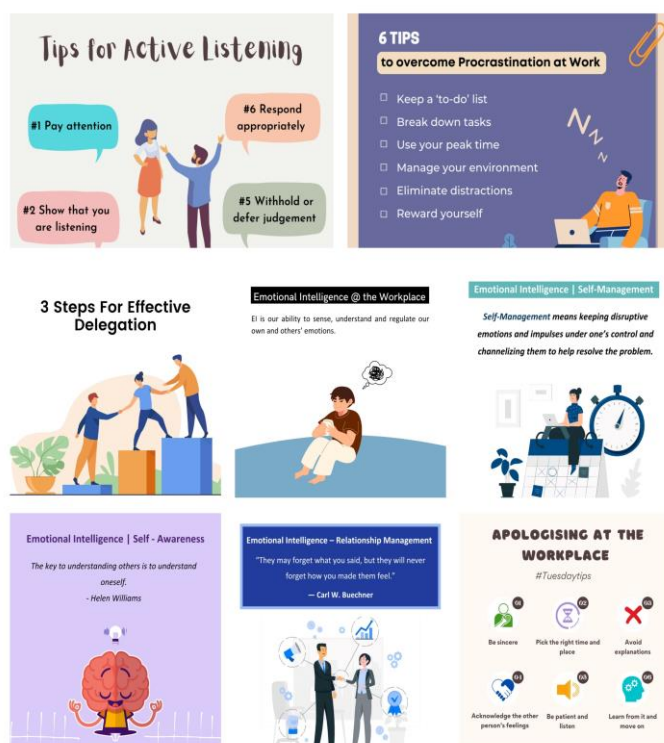 Tips for Active Listening
#1 Pay attention
#6 Respond
appropriately
#2 Show that you
are listening
#5 Withhold or
defer judgement
6 TIPS
to overcome Procrastination at Work
Keep a 'to-do' list
Break down tasks
Use your peak time
Manage your environment
Eliminate distractions
Reward yourself
N
N
N
Z
3 Steps For Effective
Delegation
Emotional Intelligence @ the Workplace
EI is our ability to sense, understand and regulate our
own and others' emotions.
Emotional Intelligence | Self-Management
Self-Management means keeping disruptive
emotions and impulses under one's control and
channelizing them to help resolve the problem.
Emotional Intelligence | Self - Awareness
The key to understanding others is to understand
oneself.
- Helen Williams
Emotional Intelligence – Relationship Management
"They may forget what you said, but they will never
forget how you made them feel."
— Carl W. Buechner
APOLOGISING AT THE
WORKPLACE
#Tuesdaytips
01
Be sincere
02
Pick the right time and
place
03
Avoid
explanations
04
Acknowledge the other
person's feelings
05
Be patient and
listen
06
Learn from it and
move on